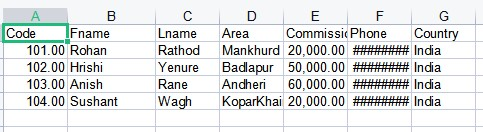 A B C D E F G
Code Fname Lname Area Commissic Phone Country
101.00 Rohan Rathod Mankhurd 20,000.00 ######## India
102.00 Hrishi Yenure Badlapur 50,000.00 ######## India
103.00 Anish Rane Andheri 60,000.00 ######## India
104.00 Sushant Wagh KoparKhai 20,000.00 ######## India